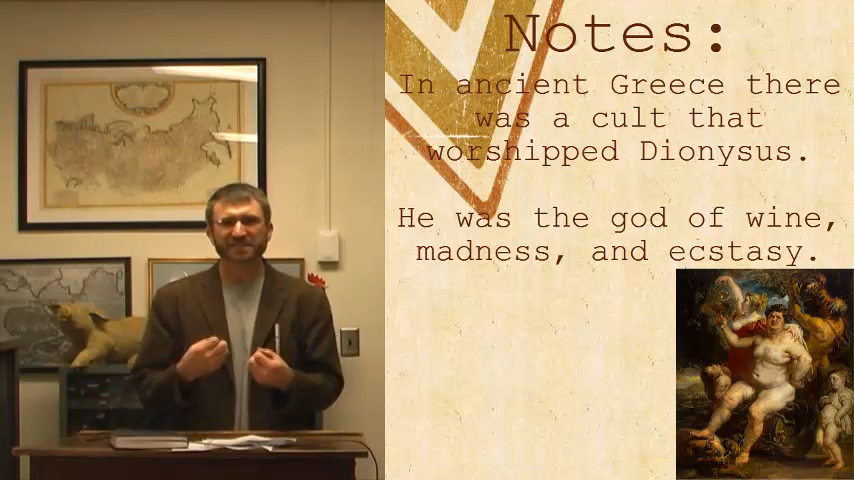 Notes:
In ancient Greece there
was a cult that
worshipped Dionysus.
He was the god of wine,
madness, and ecstasy.